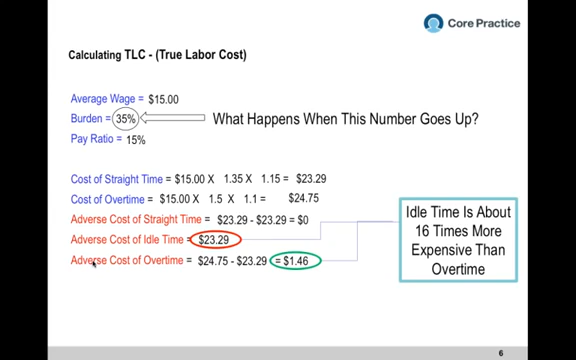 Core Practice
Calculating TLC - (True Labor Cost)
Average Wage = $15.00
Burden = 35%
What Happens When This Number Goes Up?
Pay Ratio = 15%
Cost of Straight Time = $15.00 X 1.35 X 1.15 = $23.29
Cost of Overtime = $15.00 X 1.5 X 1.1= $24.75
Adverse Cost of Straight Time = $23.29 - $23.29 = $0
Adverse Cost of Idle Time = $23.29
Adverse Cost of Overtime = $24.75 - $23.29 = $1.46
Idle Time Is About
16 Times More
Expensive Than
Overtime
6